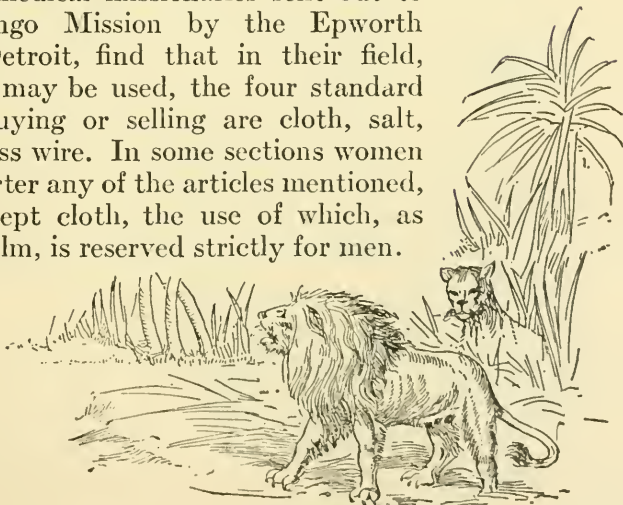 ngo Mission by the Epworth
etroit, find that in their field,
may be used, the four standard
uying or selling are cloth, salt,
ss wire. In some sections women
rter any of the articles mentioned,
ept cloth, the use of which, as
lm, is reserved strictly for men.